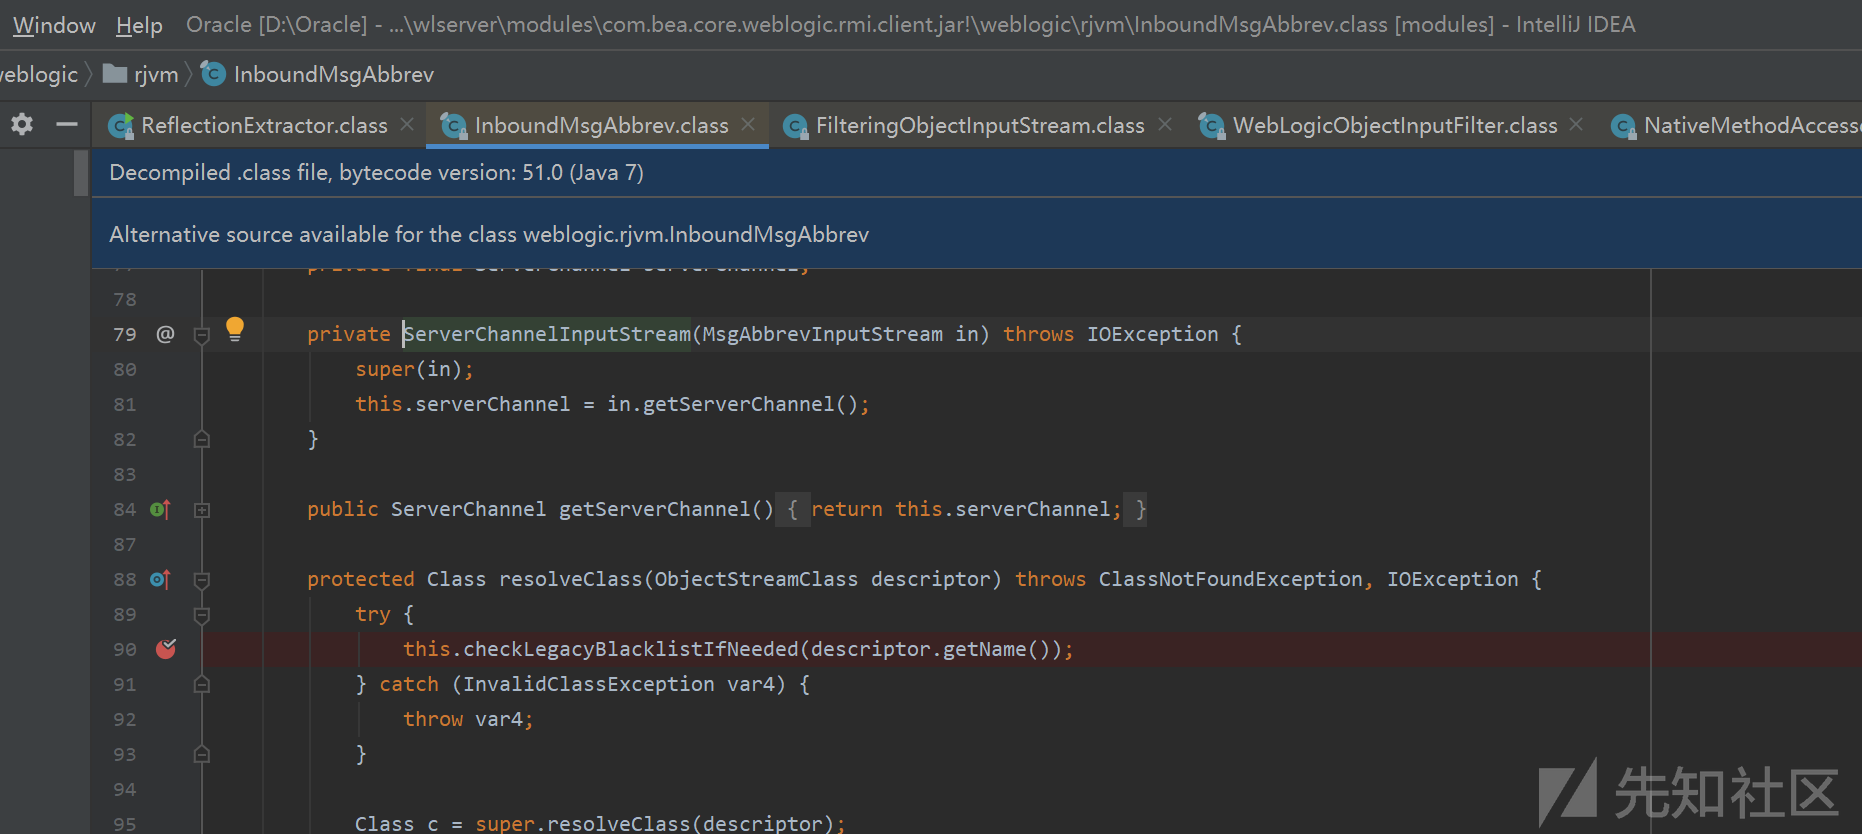 Window Help Oracle [D:\Oracle] - ...\wlserver\modules\com.bea.core.weblogic.rmi.client.jar!\weblogic\rjvm\InboundMsgAbbrev.class [modules] - IntelliJ IDEA
weblogic rjvm InboundMsgAbbrev
ReflectionExtractor.class InboundMsgAbbrev.class FilteringObjectInputStream.class WebLogicObjectInputFilter.class NativeMethodAccess
Decompiled .class file, bytecode version: 51.0 (Java 7)
Alternative source available for the class weblogic.rjvm.InboundMsgAbbrev
77 private final ServerChannel serverChannel;
78
79 @ private ServerChannelInputStream(MsgAbbrevInputStream in) throws IOException {
80 super(in);
81 this.serverChannel = in.getServerChannel();
82 }
83
84 public ServerChannel getServerChannel() { return this.serverChannel; }
87
88 protected Class resolveClass(ObjectStreamClass descriptor) throws ClassNotFoundException, IOException {
89 try {
90 this.checkLegacyBlacklistIfNeeded(descriptor.getName());
91 } catch (InvalidClassException var4) {
92 throw var4;
93 }
94
95 Class c = super.resolveClass(descriptor);
先知社区